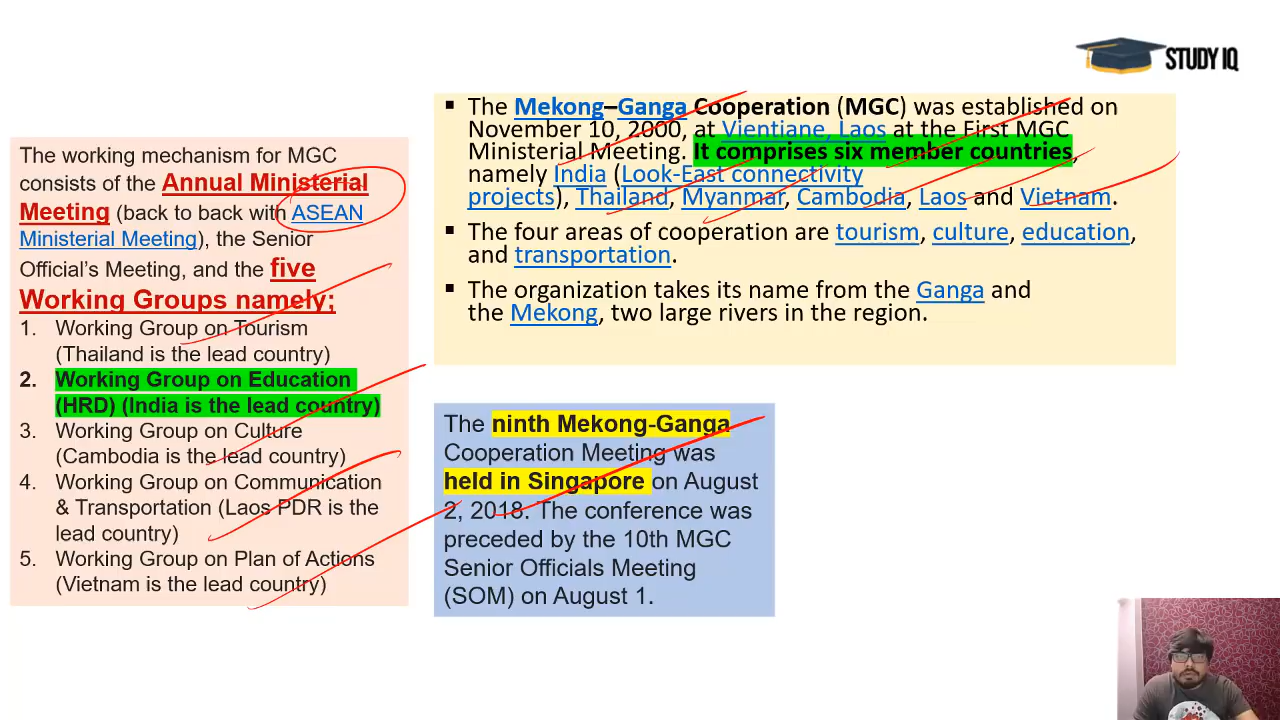 STUDY IQ
The working mechanism for MGC
consists of the Annual Ministerial
Meeting (back to back with ASEAN
Ministerial Meeting), the Senior
Official's Meeting, and the five
Working Groups namely;
1. Working Group on Tourism
(Thailand is the lead country)
2. Working Group on Education
(HRD) (India is the lead country)
3. Working Group on Culture
(Cambodia is the lead country)
4. Working Group on Communication
& Transportation (Laos PDR is the
lead country)
5. Working Group on Plan of Actions
(Vietnam is the lead country)
▪ The Mekong–Ganga Cooperation (MGC) was established on
November 10, 2000, at Vientiane, Laos at the First MGC
Ministerial Meeting. It comprises six member countries,
namely India (Look-East connectivity
projects), Thailand, Myanmar, Cambodia, Laos and Vietnam.
▪ The four areas of cooperation are tourism, culture, education,
and transportation.
▪ The organization takes its name from the Ganga and
the Mekong, two large rivers in the region.
The ninth Mekong-Ganga
Cooperation Meeting was
held in Singapore on August
2, 2018. The conference was
preceded by the 10th MGC
Senior Officials Meeting
(SOM) on August 1.